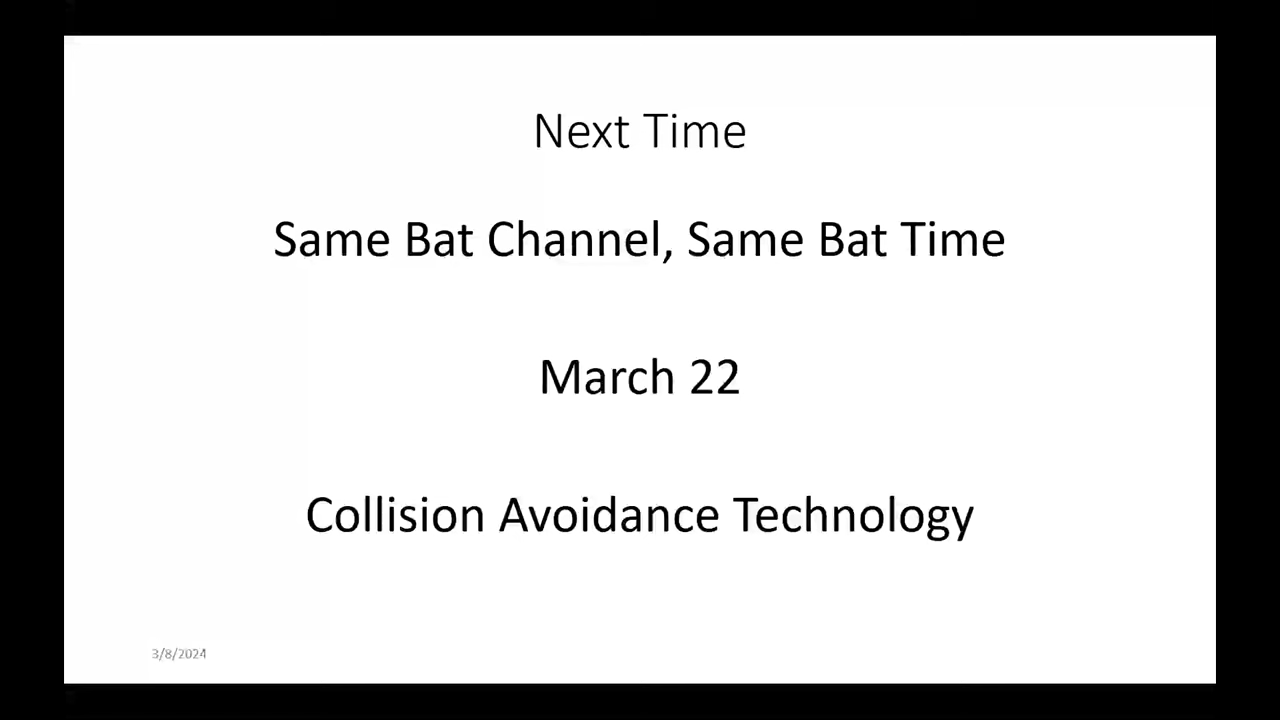 Next Time
Same Bat Channel, Same Bat Time
March 22
Collision Avoidance Technology
3/8/2024